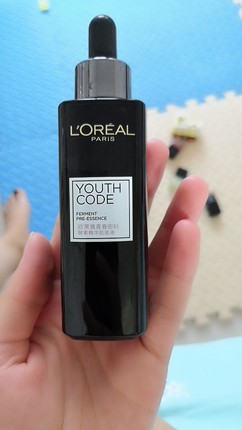 L'ORÉAL
PARIS
YOUTH
CODE
FERMENT
PRE-ESSENCE